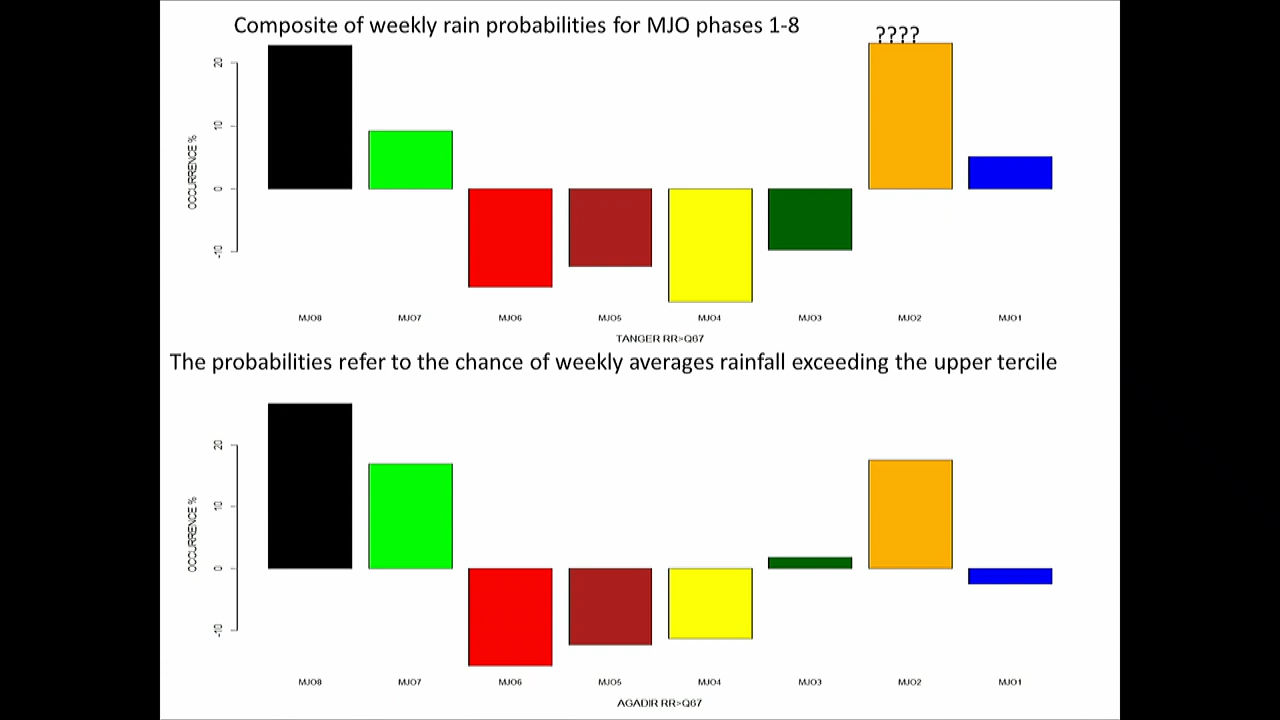 Composite of weekly rain probabilities for MJO phases 1-8
????
20
10
0
-10
OCCURRENCE %
MJO8 MJO7 MJO6 MJO5 MJO4 MJO3 MJO2 MJO1
TANGER RR>Q67
The probabilities refer to the chance of weekly averages rainfall exceeding the upper tercile
20
10
0
-10
OCCURRENCE %
MJO8 MJO7 MJO6 MJO5 MJO4 MJO3 MJO2 MJO1
AGADIR RR>Q67